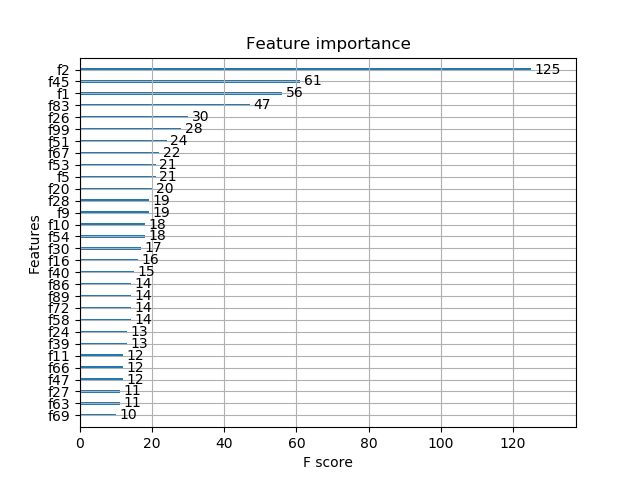 Feature importance
f2 125
f45 61
f1 56
f83 47
f26 30
f99 28
f51 24
f67 22
f53 21
f5 21
f20 20
f28 19
f9 19
f10 18
f54 18
f30 17
f16 16
f40 15
f86 14
f89 14
f72 14
f58 14
f24 13
f39 13
f11 12
f66 12
f47 12
f27 11
f63 11
f69 10
Features
0 20 40 60 80 100 120
F score